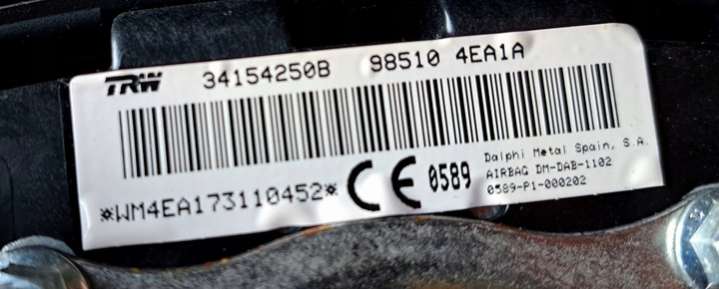 TRW 34154250B 98510 4EA1A
*WM4EA173110452*
CE 0589
Dalphi Metal Spain, S.A.
AIRBAG DM-DAB-1102
0589-P1-000202